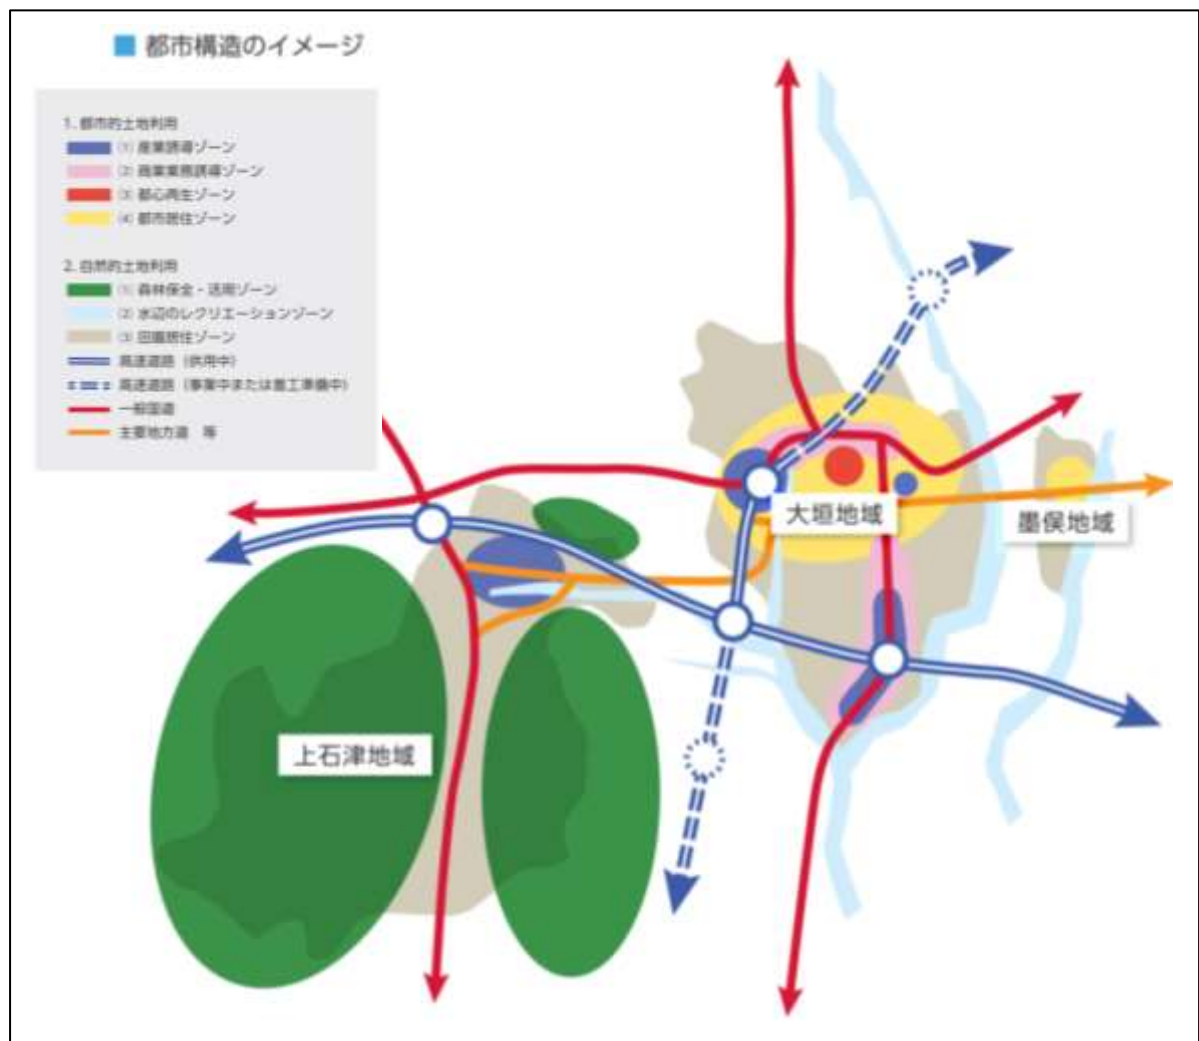 都市構造のイメージ
1. 都市的土地利用
① 産業誘導ゾーン
② 商業業務誘導ゾーン
③ 都心再生ゾーン
④ 都市居住ゾーン
2. 自然的土地利用
① 森林保全・活用ゾーン
② 水辺のレクリエーションゾーン
③ 田園居住ゾーン
高速道路（供用中）
高速道路（事業中または着工準備中）
一般国道
主要地方道 等
大垣地域
墨俣地域
上石津地域